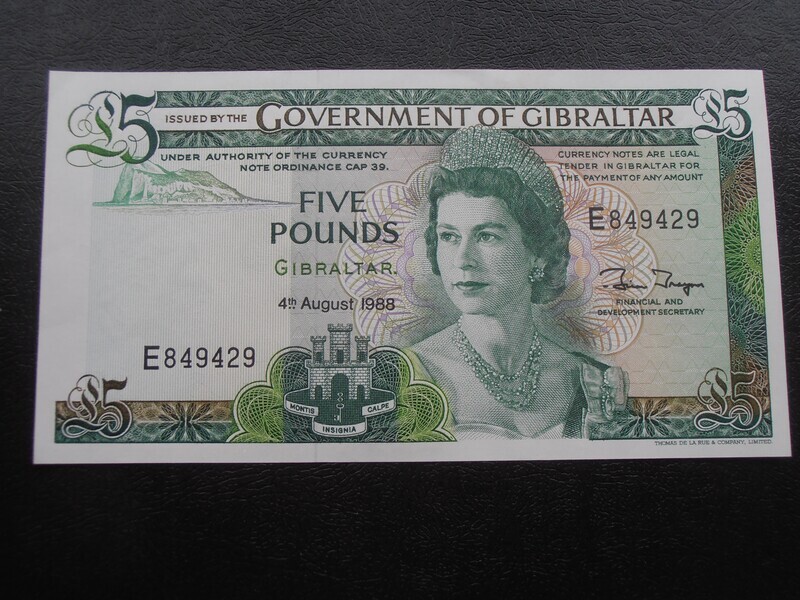 £5
ISSUED BY THE GOVERNMENT OF GIBRALTAR
£5
UNDER AUTHORITY OF THE CURRENCY
NOTE ORDINANCE CAP 39.
CURRENCY NOTES ARE LEGAL
TENDER IN GIBRALTAR FOR
THE PAYMENT OF ANY AMOUNT
FIVE
POUNDS
GIBRALTAR.
4th August 1988
E849429
FINANCIAL AND
DEVELOPMENT SECRETARY
E849429
MONTIS CALPE
INSIGNIA
£5
£5
THOMAS DE LA RUE & COMPANY, LIMITED